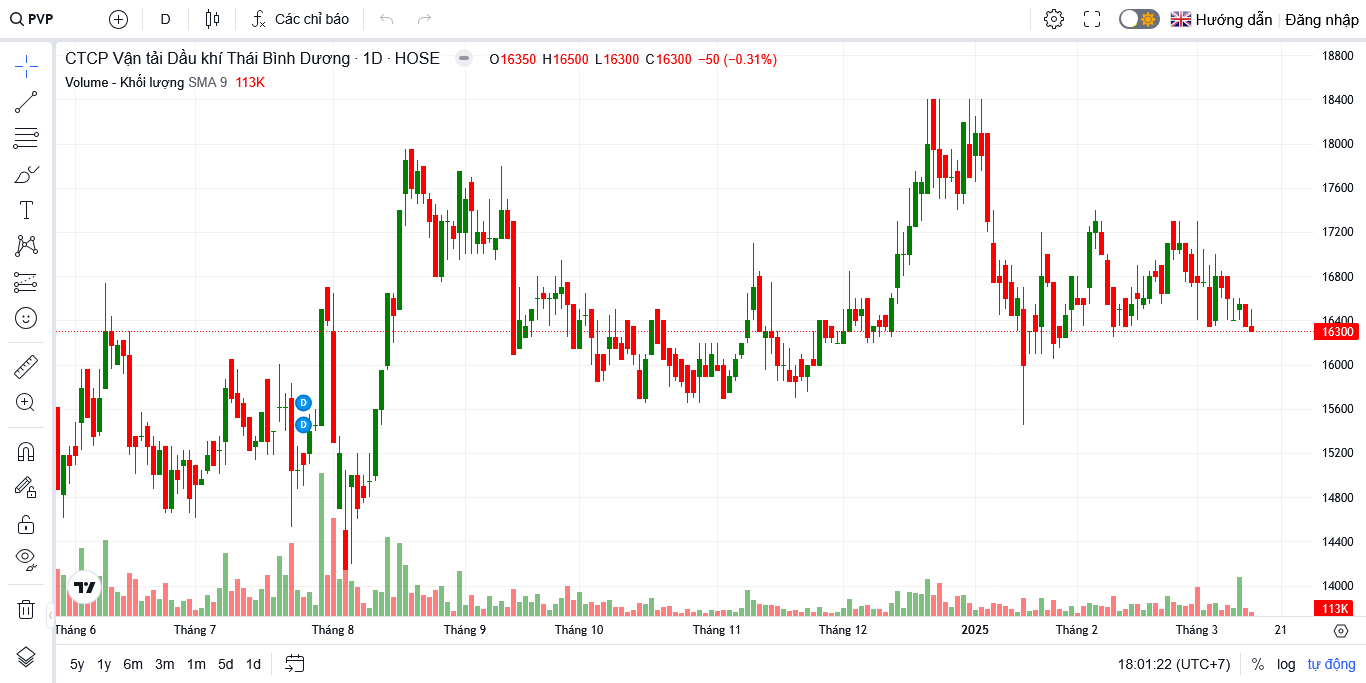 PVP D Các chỉ báo Hướng dẫn Đăng nhập
CTCP Vận tải Dầu khí Thái Bình Dương · 1D · HOSE O16350 H16500 L16300 C16300 −50 (−0.31%)
Volume - Khối lượng SMA 9 113K
18800
18400
18000
17600
17200
16800
16400
16300
16000
15600
15200
14800
14400
14000
113K
D
D
Tháng 6 Tháng 7 Tháng 8 Tháng 9 Tháng 10 Tháng 11 Tháng 12 2025 Tháng 2 Tháng 3 21
5y 1y 6m 3m 1m 5d 1d 18:01:22 (UTC+7) % log tự động